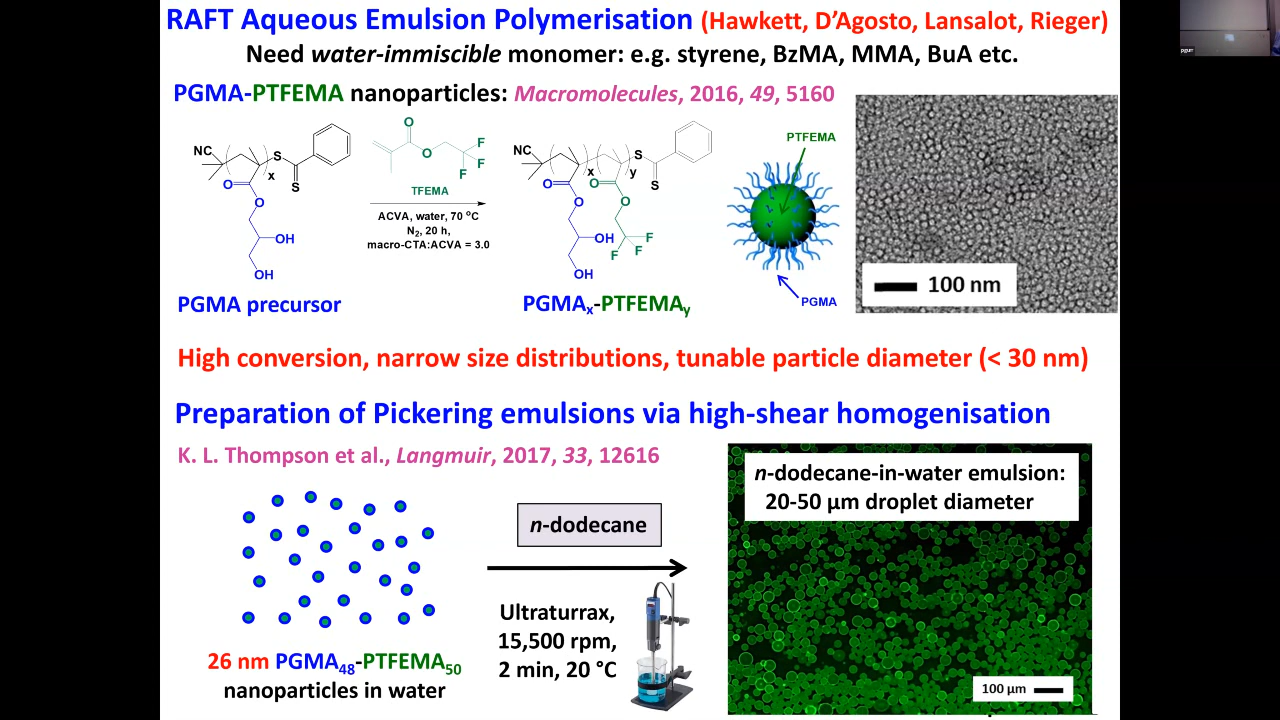 RAFT Aqueous Emulsion Polymerisation (Hawkett, D'Agosto, Lansalot, Rieger)
Need water-immiscible monomer: e.g. styrene, BzMA, MMA, BuA etc.
PGMA-PTFEMA nanoparticles: Macromolecules, 2016, 49, 5160
NC
S
S
x
O
O
OH
OH
O
O
F
F
F
TFEMA
ACVA, water, 70 °C
N₂, 20 h,
macro-CTA:ACVA = 3.0
NC
S
S
x
y
O
O
O
O
OH
OH
F
F
F
PTFEMA
PGMA
100 nm
PGMA precursor
PGMAₓ-PTFEMAy
High conversion, narrow size distributions, tunable particle diameter (< 30 nm)
Preparation of Pickering emulsions via high-shear homogenisation
K. L. Thompson et al., Langmuir, 2017, 33, 12616
n-dodecane
Ultraturrax,
15,500 rpm,
2 min, 20 °C
26 nm PGMA₄₈-PTFEMA₅₀
nanoparticles in water
n-dodecane-in-water emulsion:
20-50 µm droplet diameter
100 µm